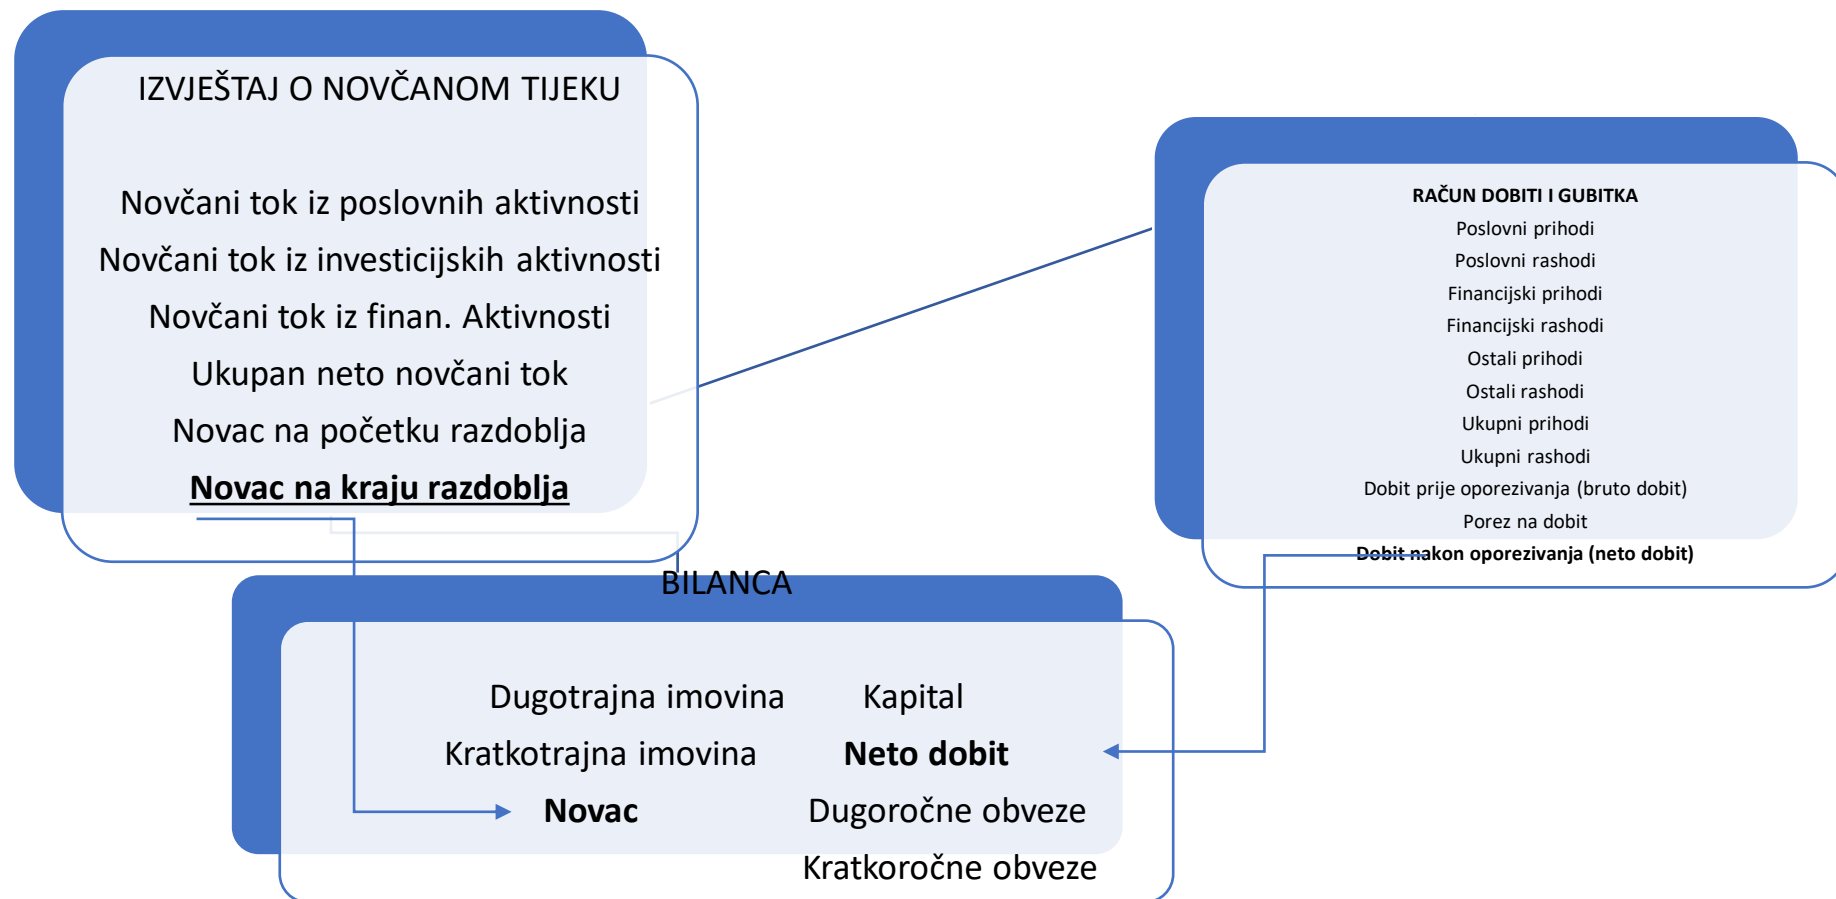 IZVJEŠTAJ O NOVČANOM TIJEKU
Novčani tok iz poslovnih aktivnosti
Novčani tok iz investicijskih aktivnosti
Novčani tok iz finan. Aktivnosti
Ukupan neto novčani tok
Novac na početku razdoblja
Novac na kraju razdoblja
RAČUN DOBITI I GUBITKA
Poslovni prihodi
Poslovni rashodi
Financijski prihodi
Financijski rashodi
Ostali prihodi
Ostali rashodi
Ukupni prihodi
Ukupni rashodi
Dobit prije oporezivanja (bruto dobit)
Porez na dobit
Dobit nakon oporezivanja (neto dobit)
BILANCA
Dugotrajna imovina Kapital
Kratkotrajna imovina Neto dobit
Novac Dugoročne obveze
Kratkoročne obveze